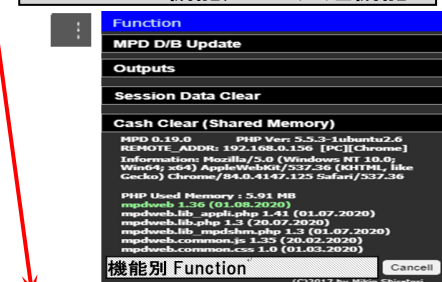 Function
MPD D/B Update
Outputs
Session Data Clear
Cash Clear (Shared Memory)
MPD 0.19.0 PHP Ver: 5.5.3-1ubuntu2.6
REMOTE_ADDR: 192.168.0.156 [PC][Chrome]
Information: Mozilla/5.0 (Windows NT 10.0;
Win64; x64) AppleWebKit/537.36 (KHTML, like
Gecko) Chrome/84.0.4147.125 Safari/537.36
PHP Used Memory : 5.91 MB
mpdweb 1.36 (01.08.2020)
mpdweb.lib_appli.php 1.41 (01.07.2020)
mpdweb.lib.php 1.3 (20.07.2020)
mpdweb.lib_mpdshm.php 1.3 (01.07.2020)
mpdweb.common.js 1.35 (20.02.2020)
mpdweb.common.css 1.0 (01.03.2020)
機能別 Function
Cancell